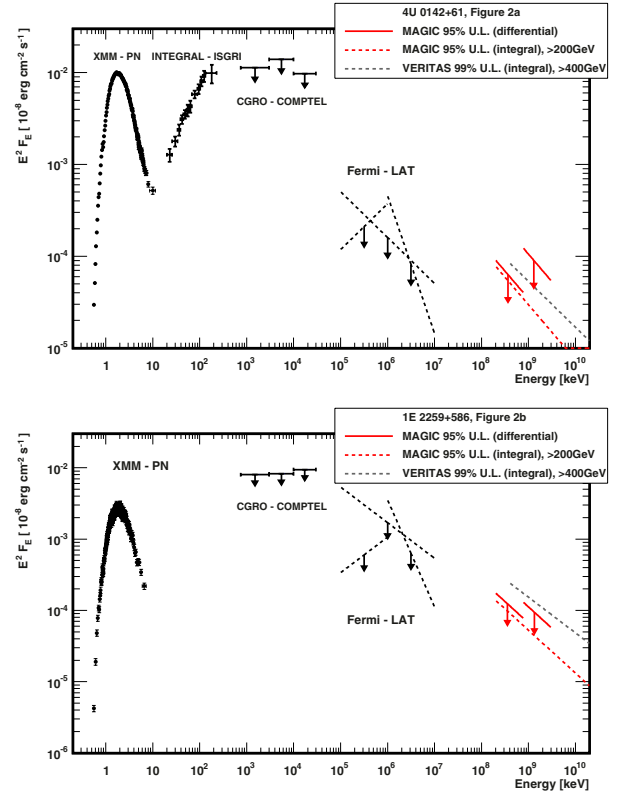 4U 0142+61, Figure 2a
MAGIC 95% U.L. (differential)
MAGIC 95% U.L. (integral), >200GeV
VERITAS 99% U.L. (integral), >400GeV
E² F_E [ 10⁻⁸ erg cm⁻² s⁻¹ ]
XMM - PN INTEGRAL - ISGRI
CGRO - COMPTEL
Fermi - LAT
10⁻²
10⁻³
10⁻⁴
10⁻⁵
1 10 10² 10³ 10⁴ 10⁵ 10⁶ 10⁷ 10⁸ 10⁹ 10¹⁰
Energy [keV]
1E 2259+586, Figure 2b
MAGIC 95% U.L. (differential)
MAGIC 95% U.L. (integral), >200GeV
VERITAS 99% U.L. (integral), >400GeV
E² F_E [ 10⁻⁸ erg cm⁻² s⁻¹ ]
XMM - PN
CGRO - COMPTEL
Fermi - LAT
10⁻²
10⁻³
10⁻⁴
10⁻⁵
10⁻⁶
1 10 10² 10³ 10⁴ 10⁵ 10⁶ 10⁷ 10⁸ 10⁹ 10¹⁰
Energy [keV]